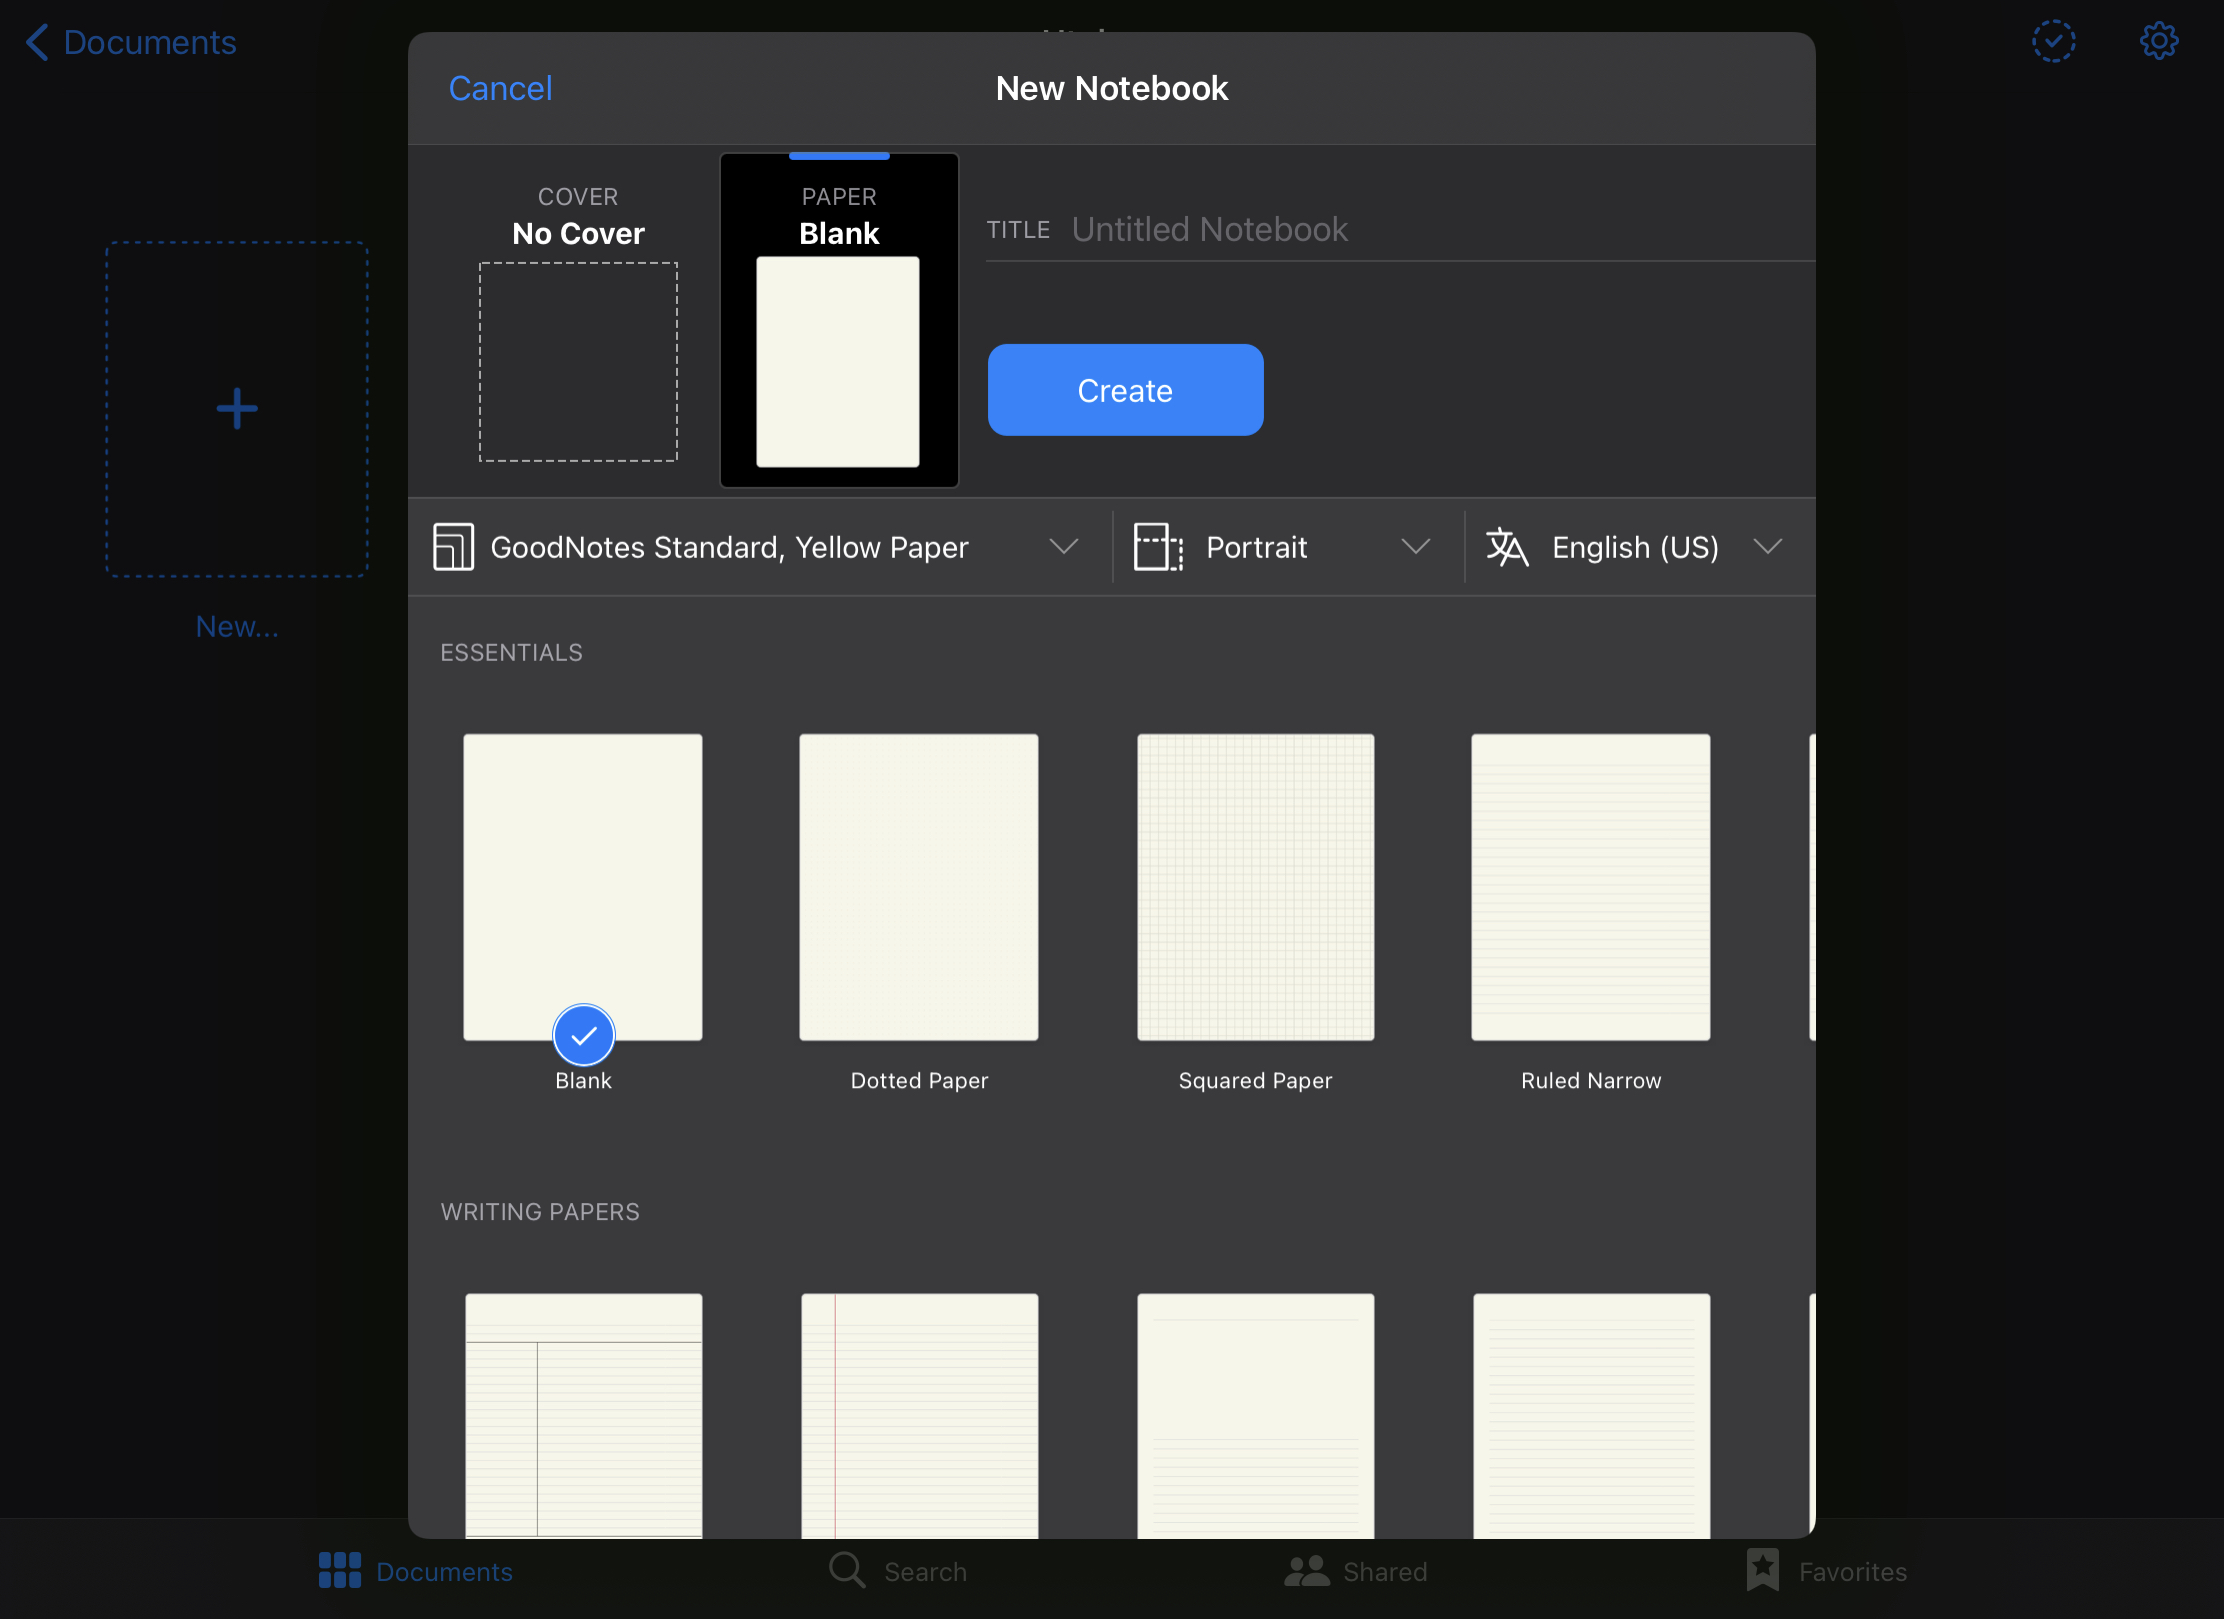 Documents
Cancel
New Notebook
COVER
No Cover
PAPER
Blank
TITLE Untitled Notebook
Create
GoodNotes Standard, Yellow Paper
Portrait
English (US)
New...
ESSENTIALS
Blank
Dotted Paper
Squared Paper
Ruled Narrow
WRITING PAPERS
Documents
Search
Shared
Favorites